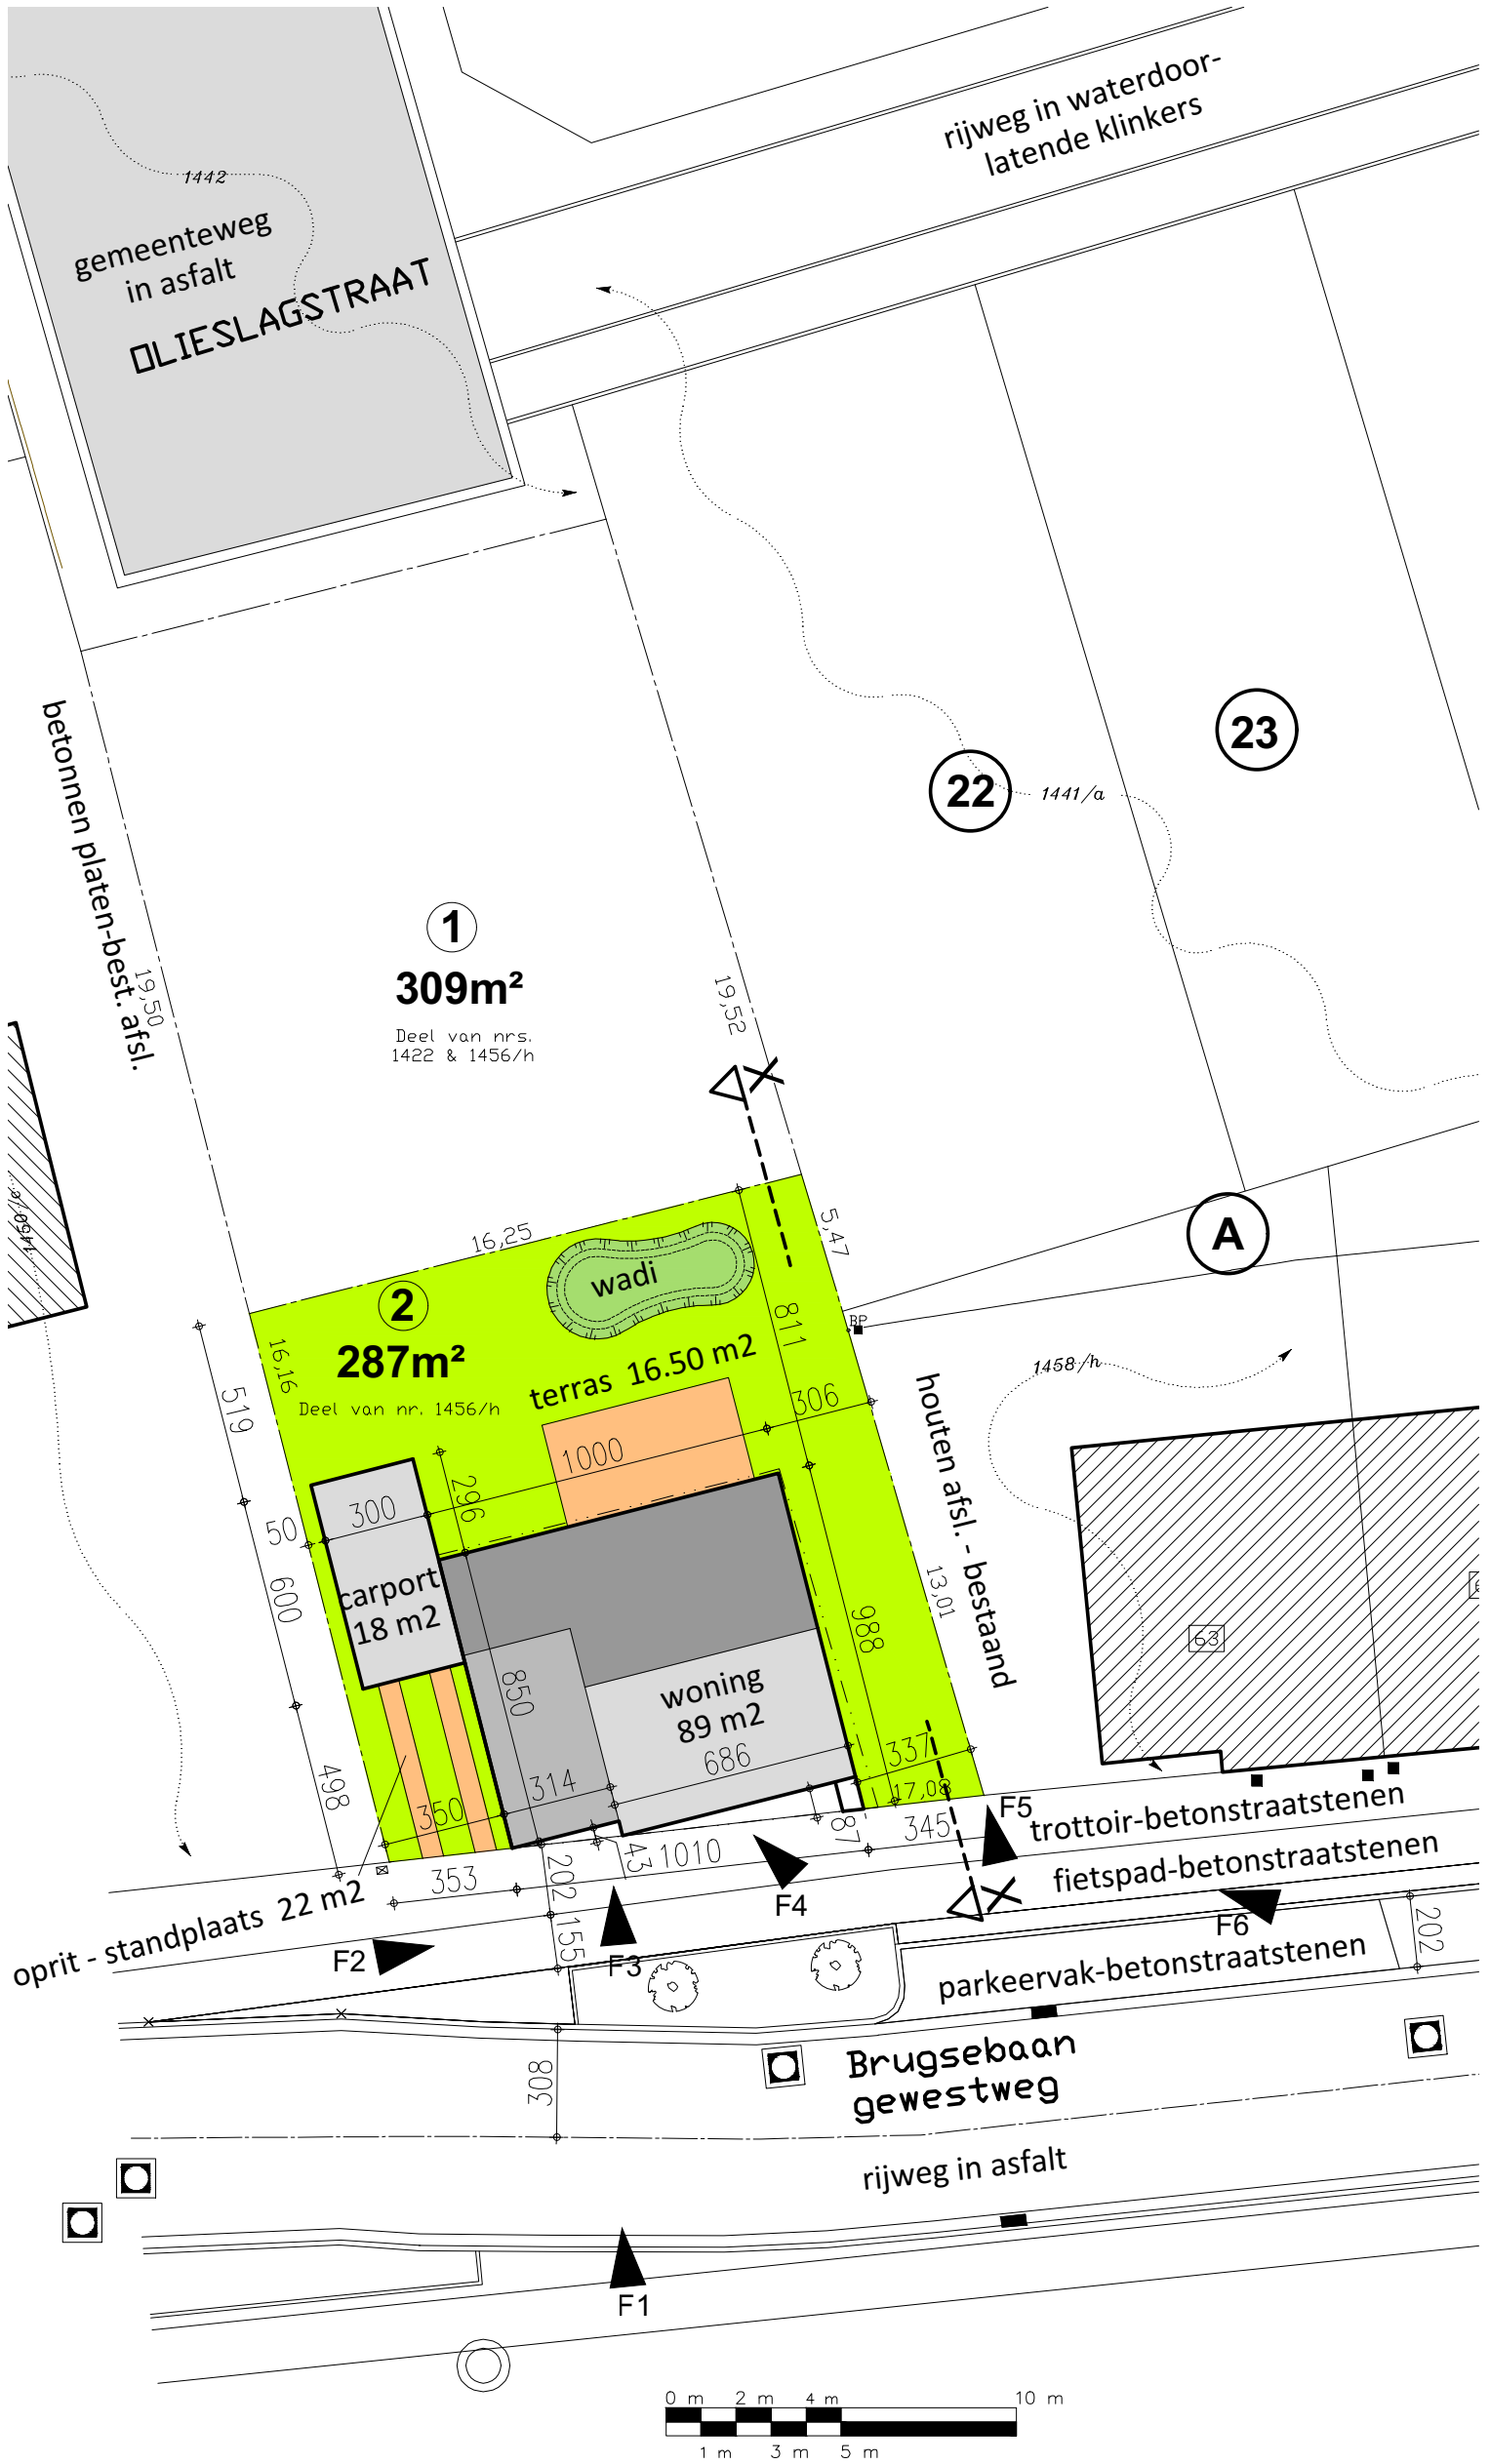 rijweg in waterdoor-
latende klinkers
1442
gemeenteweg
in asfalt
OLIESLAGSTRAAT
betonnen platen-best. afsl.
19,50
23
22
1441/a
1
309m²
Deel van nrs.
1422 & 1456/h
19,52
X
A
16,25
5,47
wadi
2
287m²
Deel van nr. 1456/h
16,16
811
BP
1458/h
terras 16.50 m2
519
306
1000
296
houten afsl. - bestaand
50
300
600
carport
18 m2
13,01
988
63
850
woning
89 m2
686
337
314
350
498
17,08
345
F5
trottoir-betonstraatstenen
87
43
1010
353
202
fietspad-betonstraatstenen
oprit - standplaats 22 m2
F4
X
F2
155
F3
F6
202
parkeervak-betonstraatstenen
308
Brugsebaan
gewestweg
rijweg in asfalt
F1
0 m 2 m 4 m 10 m
1 m 3 m 5 m